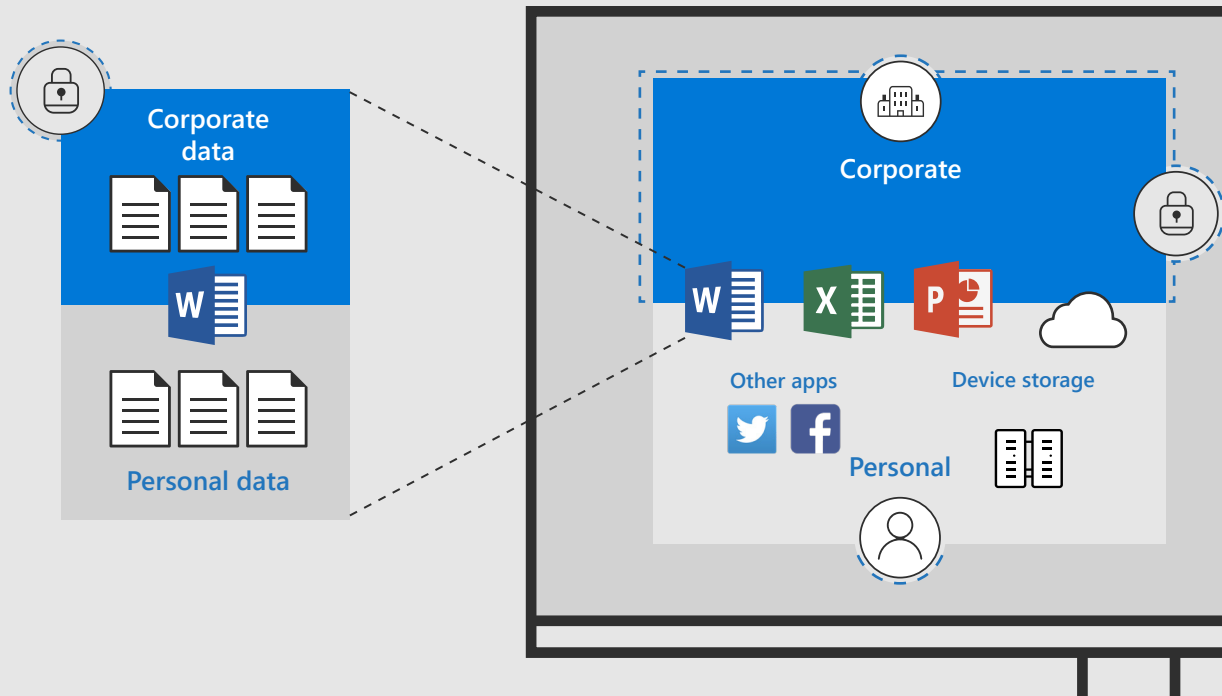 Corporate
data
W
Personal data
Corporate
W
X
P
Other apps
Device storage
Personal